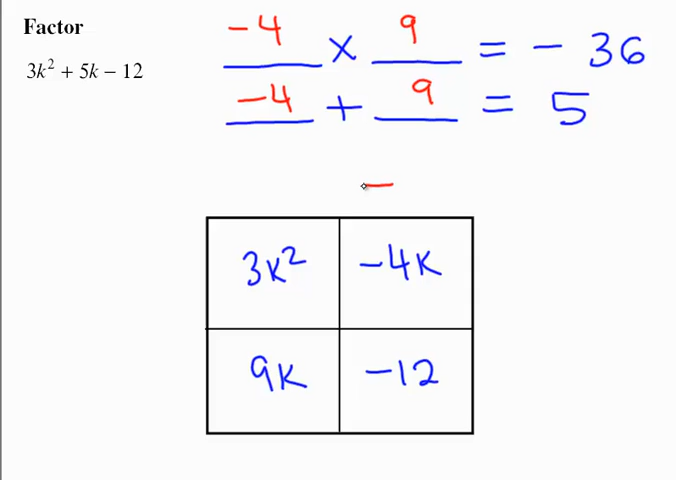 Factor
3k² + 5k − 12
-4 × 9 = - 36
-4 + 9 = 5
-
3k² -4k
9k -12